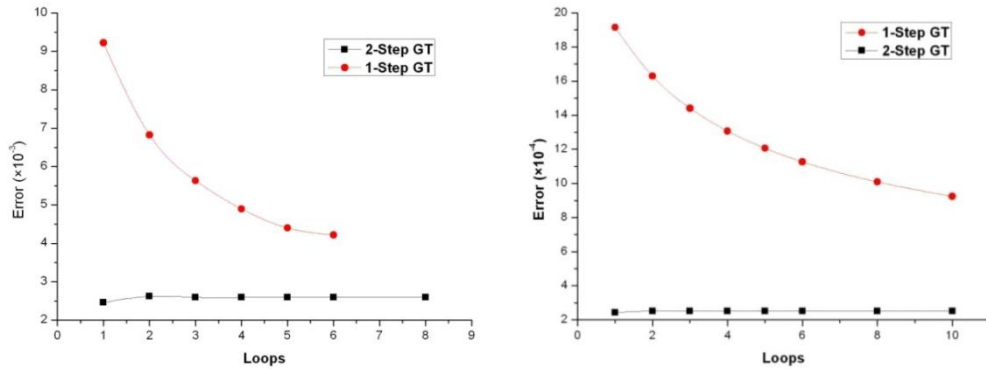 10
9
8
7
6
5
4
3
2
Error (×10⁻³)
0 1 2 3 4 5 6 7 8 9
Loops
2-Step GT
1-Step GT
20
18
16
14
12
10
8
6
4
2
Error (×10⁻⁴)
0 2 4 6 8 10
Loops
1-Step GT
2-Step GT